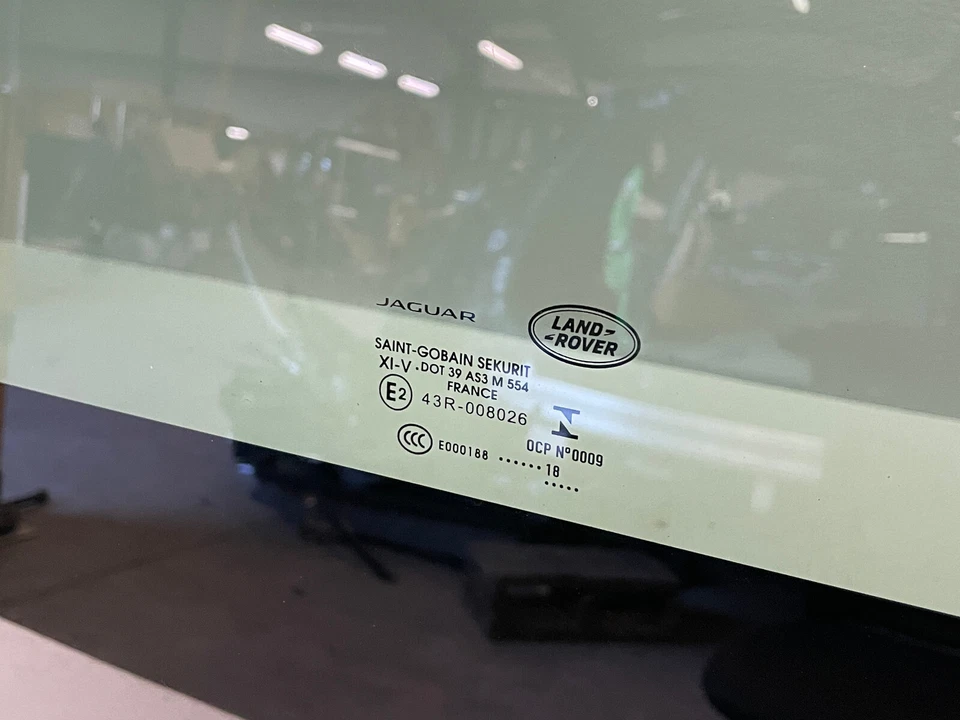 JAGUAR
LAND-
-ROVER
SAINT-GOBAIN SEKURIT
XI-V •DOT 39 AS3 M 554
FRANCE
E2 43R-008026
OCP Nº0009
CCC E000188 ••••••18
•••••